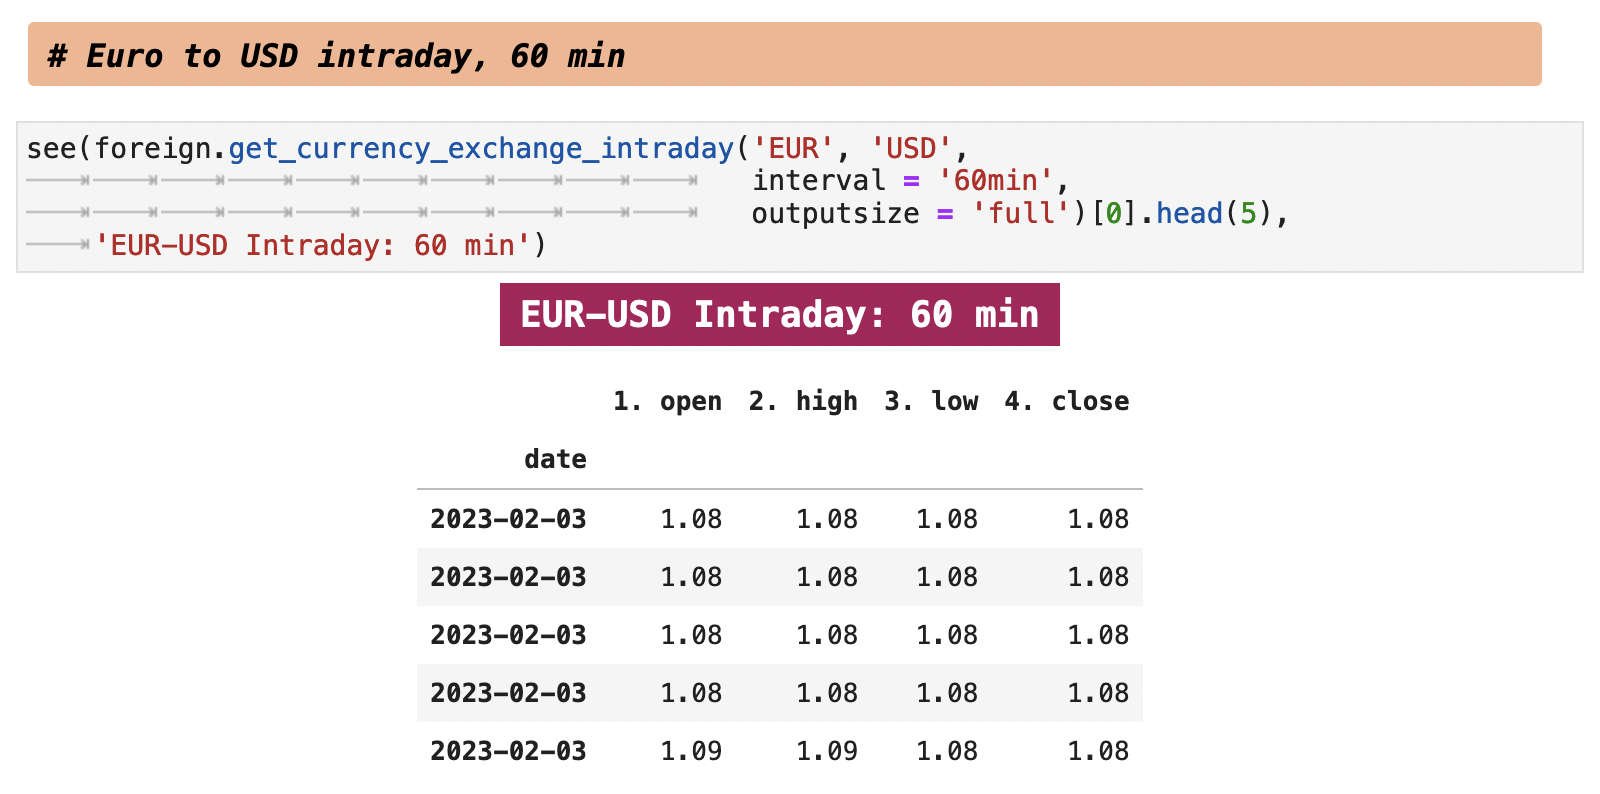 # Euro to USD intraday, 60 min
see(foreign.get_currency_exchange_intraday('EUR', 'USD',
interval = '60min',
outputsize = 'full')[0].head(5),
'EUR-USD Intraday: 60 min')
EUR-USD Intraday: 60 min
1. open 2. high 3. low 4. close
date
2023-02-03 1.08 1.08 1.08 1.08
2023-02-03 1.08 1.08 1.08 1.08
2023-02-03 1.08 1.08 1.08 1.08
2023-02-03 1.08 1.08 1.08 1.08
2023-02-03 1.09 1.09 1.08 1.08